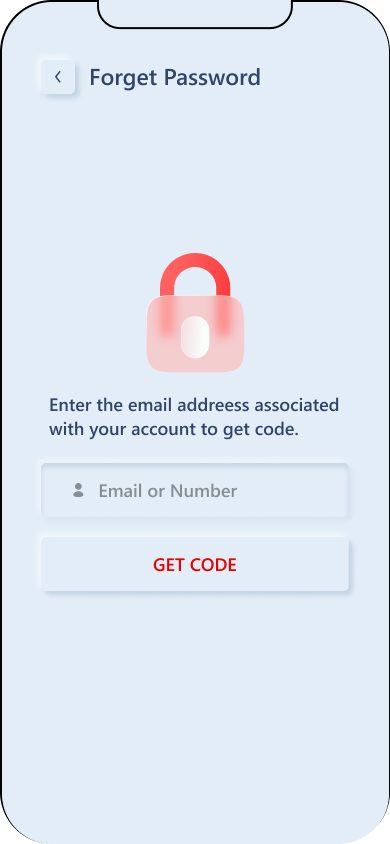 Forget Password
Enter the email addreess associated
with your account to get code.
Email or Number
GET CODE